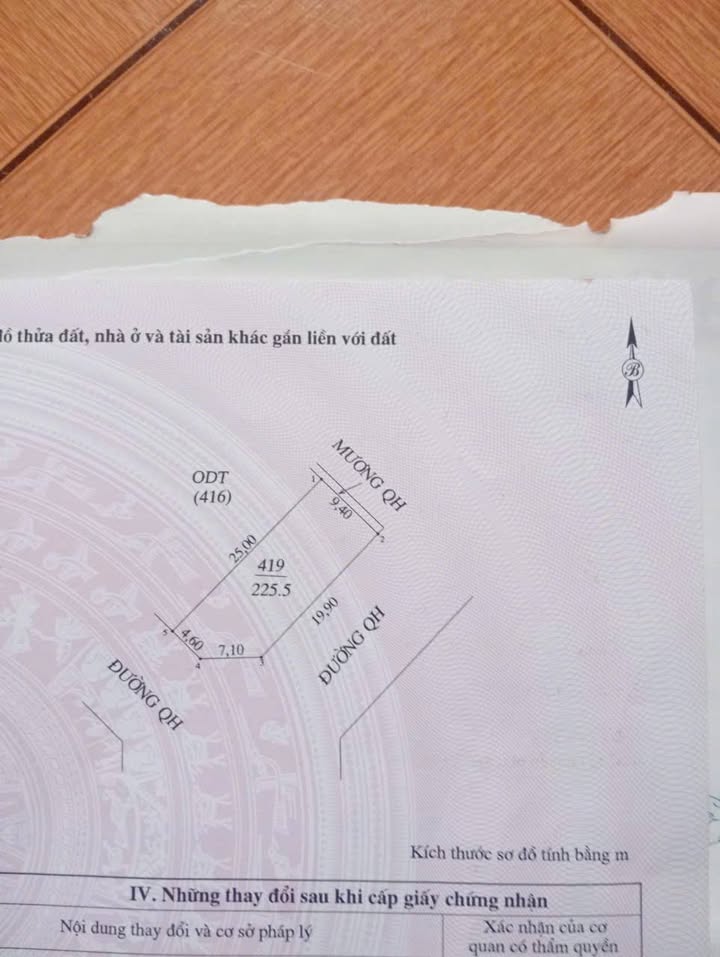 thửa đất, nhà ở và tài sản khác gắn liền với đất
B
MƯƠNG QH
ODT
(416)
1
9,40
2
25,00
419
225.5
19,90
5
4,60
7,10
4
3
ĐƯỜNG QH
ĐƯỜNG QH
Kích thước sơ đồ tính bằng m
IV. Những thay đổi sau khi cấp giấy chứng nhận
Nội dung thay đổi và cơ sở pháp lý
Xác nhận của cơ
quan có thẩm quyền